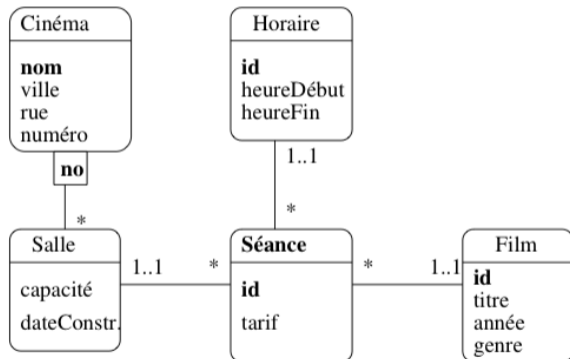 Cinéma
nom
ville
rue
numéro
no
*
Horaire
id
heureDébut
heureFin
1..1
*
Salle
capacité
dateConstr.
1..1
*
Séance
id
tarif
*
1..1
Film
id
titre
année
genre